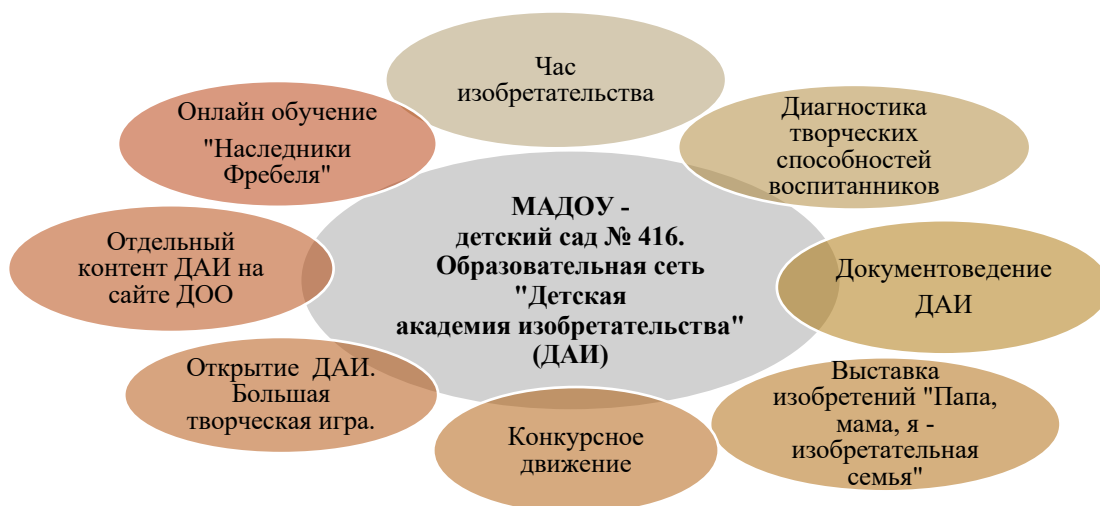 Час
изобретательства
Диагностика
творческих
способностей
воспитанников
Документоведение
ДАИ
Выставка
изобретений "Папа,
мама, я -
изобретательная
семья"
Конкурсное
движение
Открытие ДАИ.
Большая
творческая игра.
Отдельный
контент ДАИ на
сайте ДОО
Онлайн обучение
"Наследники
Фребеля"
МАДОУ -
детский сад № 416.
Образовательная сеть
"Детская
академия изобретательства"
(ДАИ)